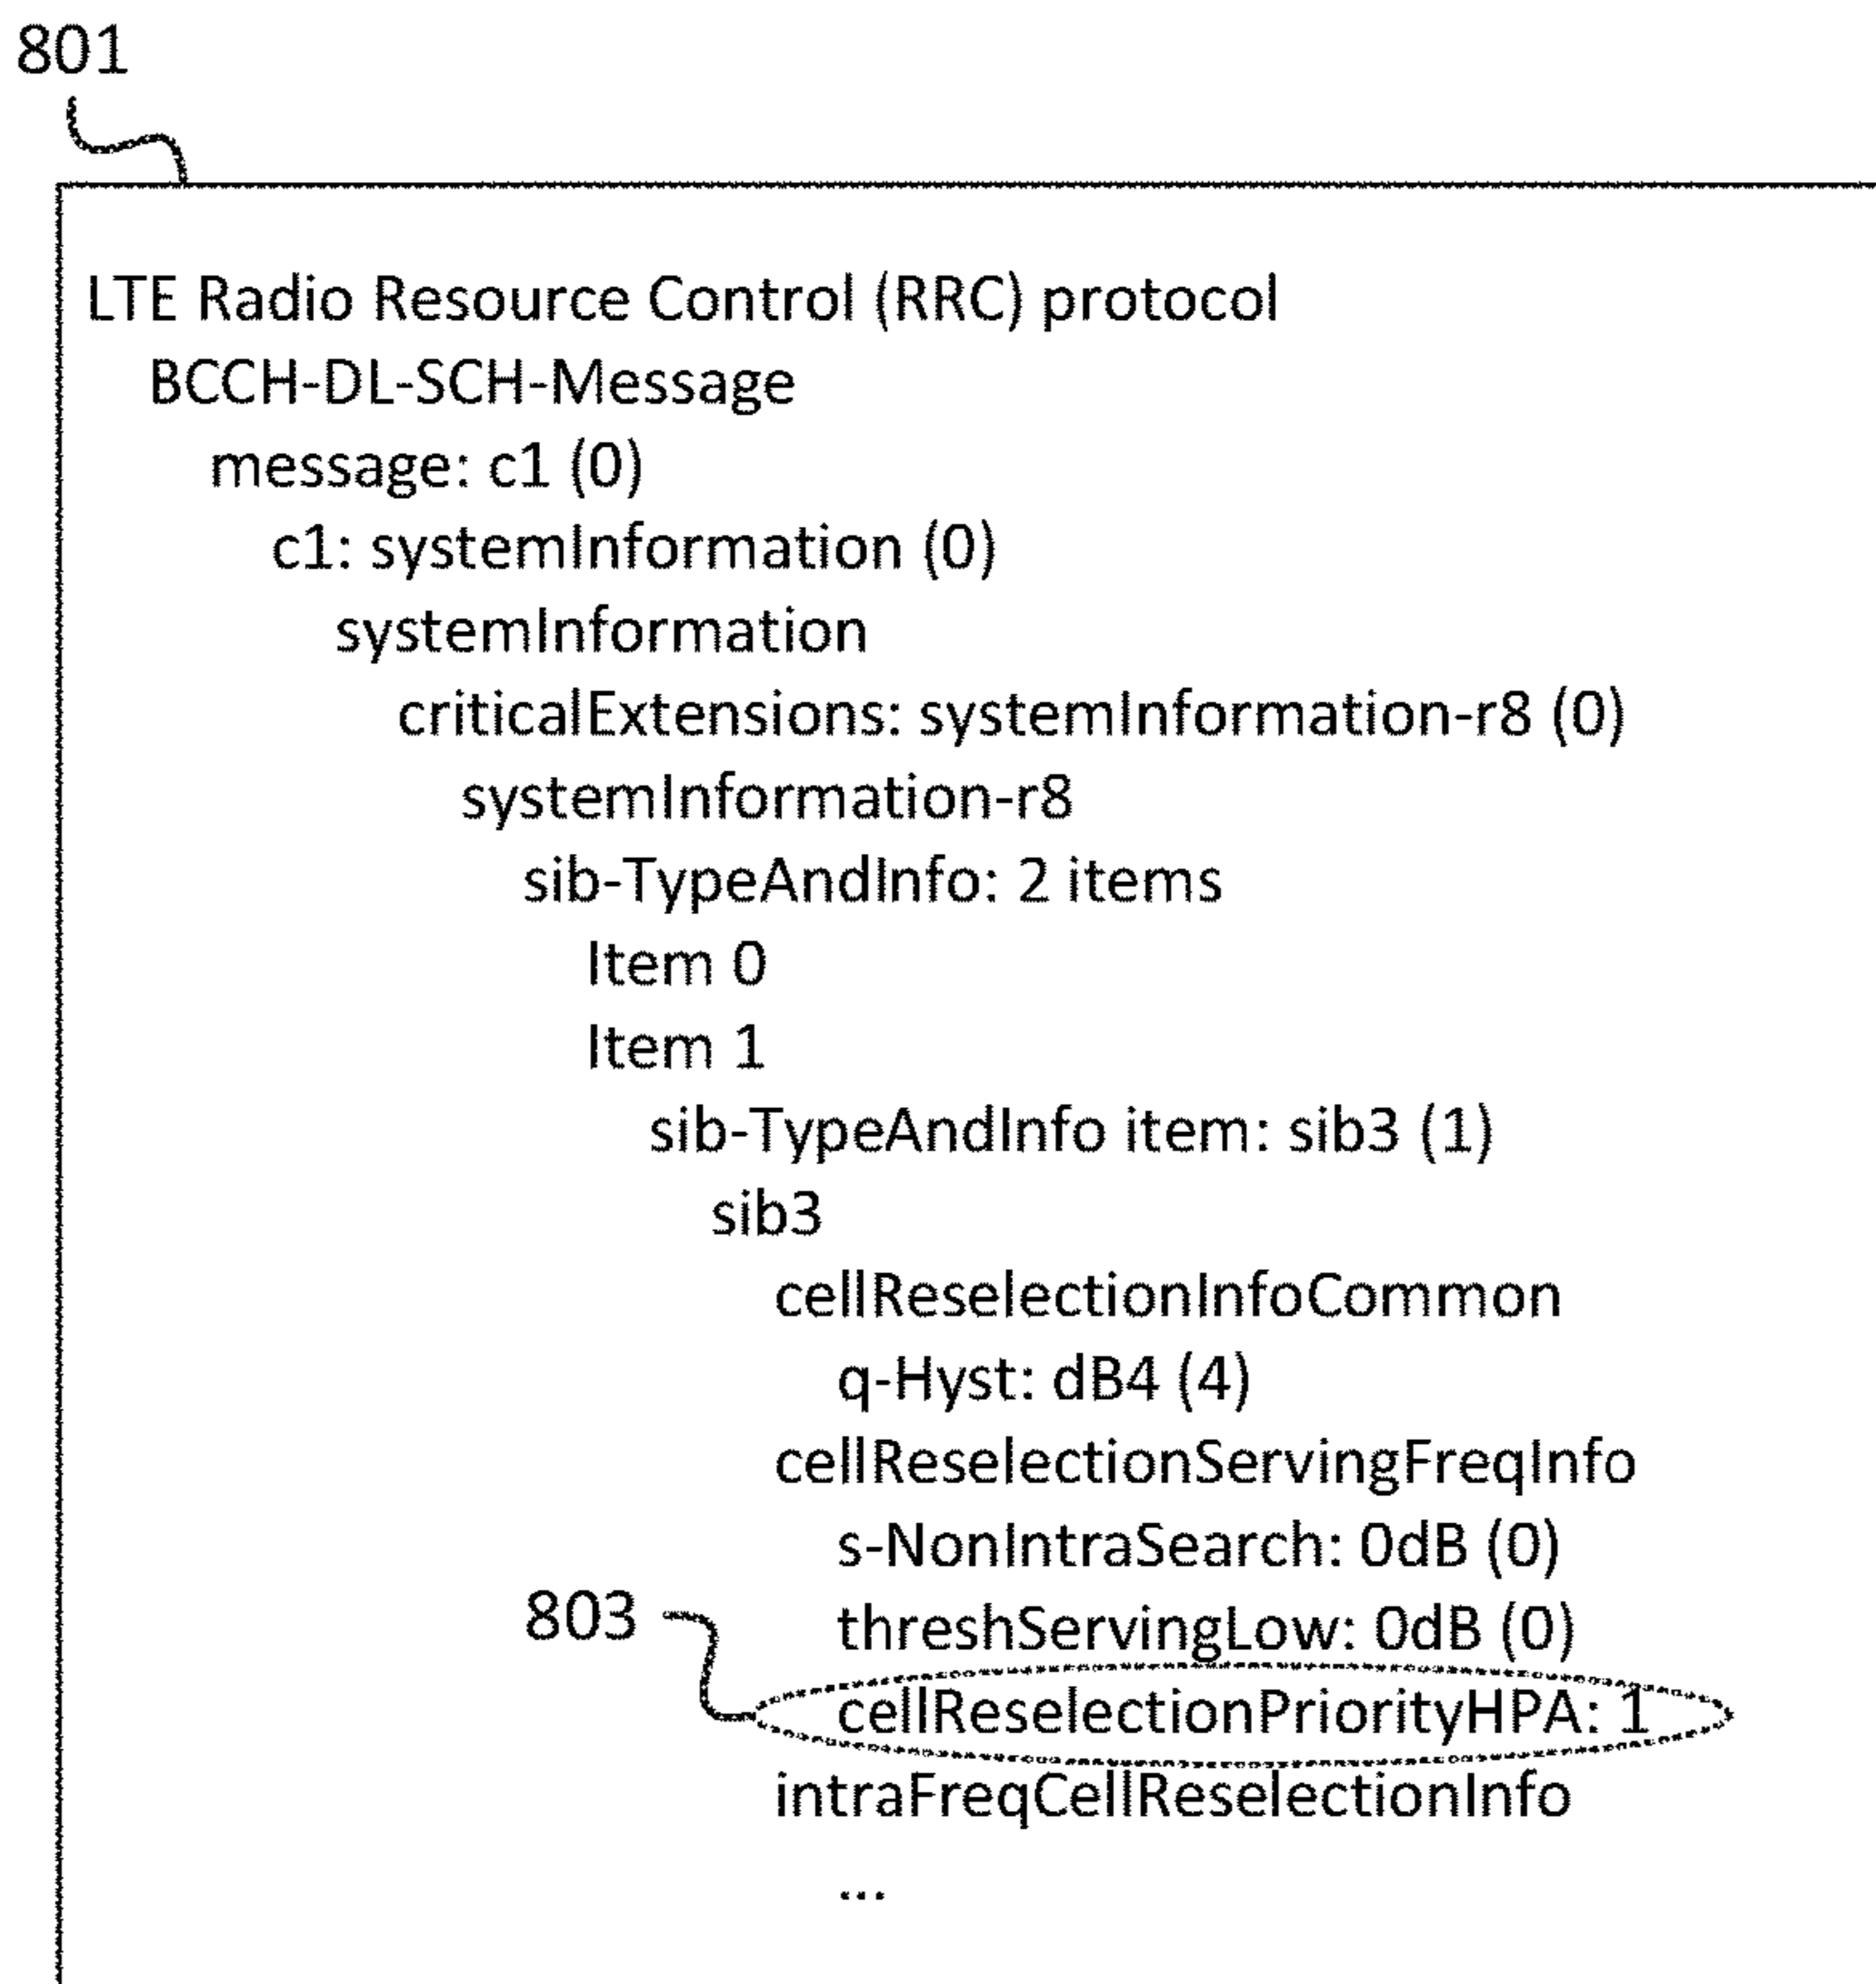 801
LTE Radio Resource Control (RRC) protocol
BCCH-DL-SCH-Message
message: c1 (0)
c1: systemInformation (0)
systemInformation
criticalExtensions: systemInformation-r8 (0)
systemInformation-r8
sib-TypeAndInfo: 2 items
Item 0
Item 1
sib-TypeAndInfo item: sib3 (1)
sib3
cellReselectionInfoCommon
q-Hyst: dB4 (4)
cellReselectionServingFreqInfo
s-NonIntraSearch: 0dB (0)
803 threshServingLow: 0dB (0)
cellReselectionPriorityHPA: 1
intraFreqCellReselectionInfo
...